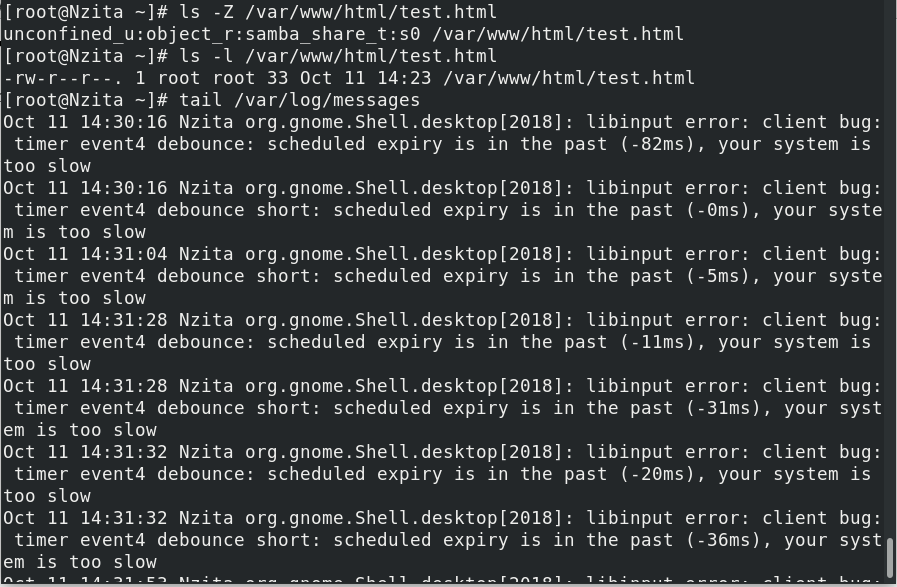 [root@Nzita ~]# ls -Z /var/www/html/test.html
unconfined_u:object_r:samba_share_t:s0 /var/www/html/test.html
[root@Nzita ~]# ls -l /var/www/html/test.html
-rw-r--r--. 1 root root 33 Oct 11 14:23 /var/www/html/test.html
[root@Nzita ~]# tail /var/log/messages
Oct 11 14:30:16 Nzita org.gnome.Shell.desktop[2018]: libinput error: client bug:
 timer event4 debounce: scheduled expiry is in the past (-82ms), your system is
too slow
Oct 11 14:30:16 Nzita org.gnome.Shell.desktop[2018]: libinput error: client bug:
 timer event4 debounce short: scheduled expiry is in the past (-0ms), your syste
m is too slow
Oct 11 14:31:04 Nzita org.gnome.Shell.desktop[2018]: libinput error: client bug:
 timer event4 debounce short: scheduled expiry is in the past (-5ms), your syste
m is too slow
Oct 11 14:31:28 Nzita org.gnome.Shell.desktop[2018]: libinput error: client bug:
 timer event4 debounce: scheduled expiry is in the past (-11ms), your system is
too slow
Oct 11 14:31:28 Nzita org.gnome.Shell.desktop[2018]: libinput error: client bug:
 timer event4 debounce short: scheduled expiry is in the past (-31ms), your syst
em is too slow
Oct 11 14:31:32 Nzita org.gnome.Shell.desktop[2018]: libinput error: client bug:
 timer event4 debounce: scheduled expiry is in the past (-20ms), your system is
too slow
Oct 11 14:31:32 Nzita org.gnome.Shell.desktop[2018]: libinput error: client bug:
 timer event4 debounce short: scheduled expiry is in the past (-36ms), your syst
em is too slow